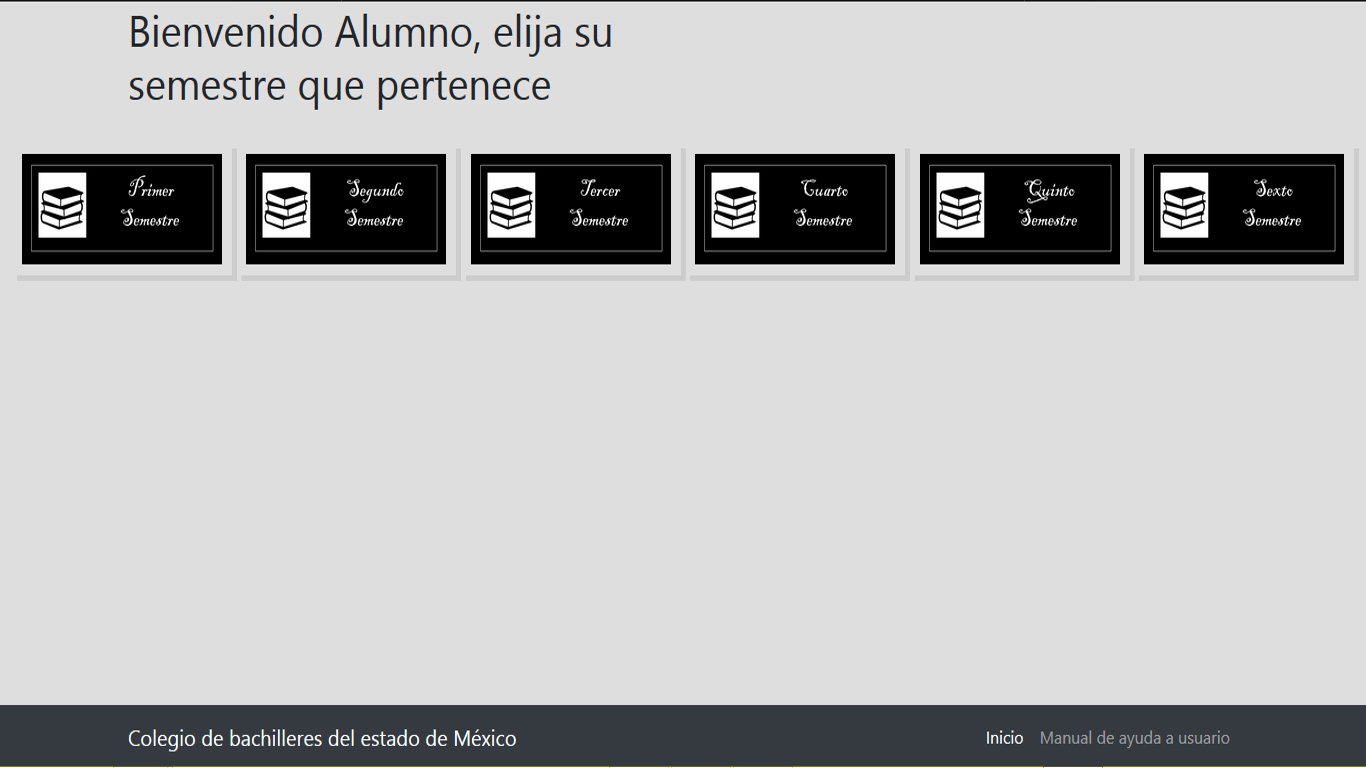 Bienvenido Alumno, elija su
semestre que pertenece
Primer
Semestre
Segundo
Semestre
Tercer
Semestre
Cuarto
Semestre
Quinto
Semestre
Sexto
Semestre
Colegio de bachilleres del estado de México
Inicio
Manual de ayuda a usuario